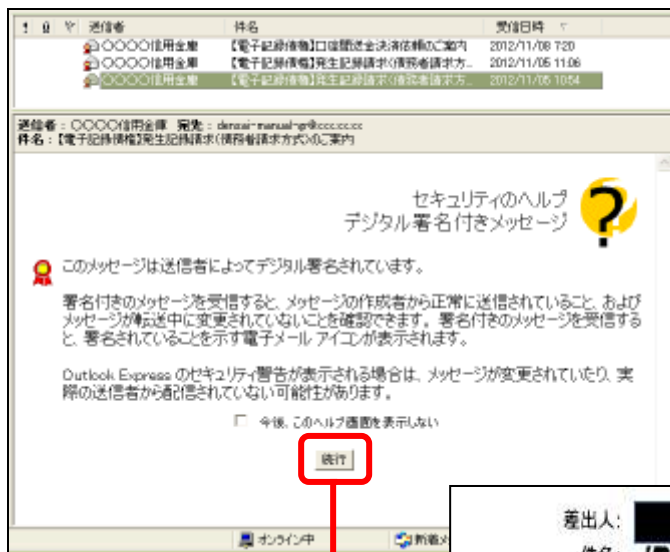 ! 送信者 件名 受信日時
〇〇〇〇信用金庫 【電子記録債権】口座間送金決済依頼のご案内 2012/11/08 7:20
〇〇〇〇信用金庫 【電子記録債権】発生記録請求(債務者請求方... 2012/11/05 11:06
〇〇〇〇信用金庫 【電子記録債権】発生記録請求(債務者請求方... 2012/11/05 10:54
送信者：〇〇〇〇信用金庫 宛先：densai-manual-gr@ccc.cc.cc
件名：【電子記録債権】発生記録請求(債務者請求方式)のご案内
セキュリティのヘルプ
デジタル署名付きメッセージ
このメッセージは送信者によってデジタル署名されています。
署名付きのメッセージを受信すると、メッセージの作成者から正常に送信されていること、および
メッセージが転送中に変更されていないことを確認できます。署名付きのメッセージを受信する
と、署名されていることを示す電子メール アイコンが表示されます。
Outlook Express のセキュリティ警告が表示される場合は、メッセージが変更されていたり、実
際の送信者から配信されていない可能性があります。
今後、このヘルプ画面を表示しない
続行
差出人:
オンライン中 新着メ